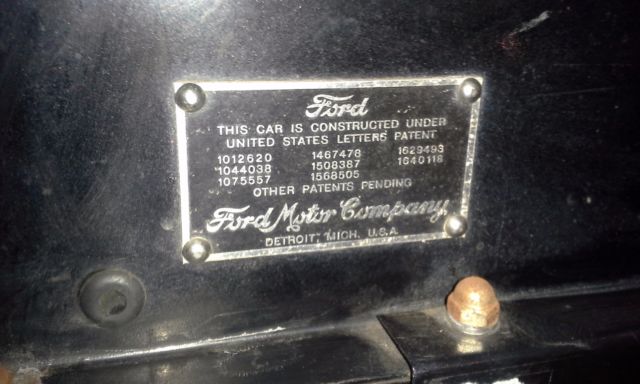 Ford
THIS CAR IS CONSTRUCTED UNDER
UNITED STATES LETTERS PATENT
1012620 1467476 1629493
1044038 1508387 1640118
1075557 1568505
OTHER PATENTS PENDING
Ford Motor Company
DETROIT, MICH. U.S.A.